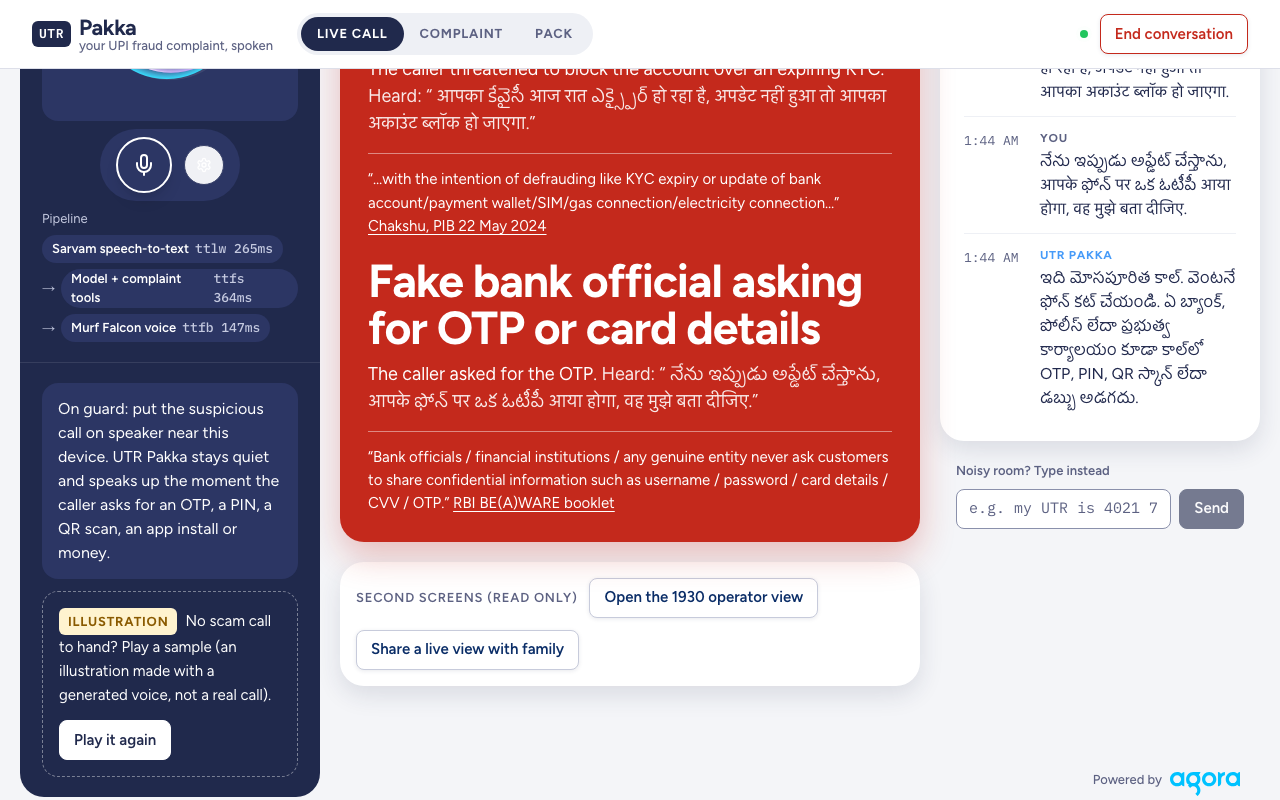 UTR
Pakka
your UPI fraud complaint, spoken
LIVE CALL
COMPLAINT
PACK
End conversation
Pipeline
Sarvam speech-to-text ttlw 265ms
→ Model + complaint tools ttfs 364ms
→ Murf Falcon voice ttfb 147ms
On guard: put the suspicious
call on speaker near this
device. UTR Pakka stays quiet
and speaks up the moment the
caller asks for an OTP, a PIN, a
QR scan, an app install or
money.
ILLUSTRATION No scam call
to hand? Play a sample (an
illustration made with a
generated voice, not a real call).
Play it again
The caller threatened to block the account over an expiring KYC.
Heard: “ आपका కేవైసీ आज रात ఎక్స్పైర్ हो रहा है, अपडेट नहीं हुआ तो आपका
अकाउंट ब्लॉक हो जाएगा.”
“...with the intention of defrauding like KYC expiry or update of bank
account/payment wallet/SIM/gas connection/electricity connection...”
Chakshu, PIB 22 May 2024
Fake bank official asking
for OTP or card details
The caller asked for the OTP. Heard: “ నేను ఇప్పుడు అప్డేట్ చేస్తాను,
आपके ఫోన్ पर ఒక ఓటీపీ आया होगा, वह मुझे बता दीजिए.”
“Bank officials / financial institutions / any genuine entity never ask customers
to share confidential information such as username / password / card details /
CVV / OTP.” RBI BE(A)WARE booklet
SECOND SCREENS (READ ONLY)
Open the 1930 operator view
Share a live view with family
आपका अकाउंट ब्लॉक हो जाएगा.
1:44 AM YOU
నేను ఇప్పుడు అప్డేట్ చేస్తాను,
आपके ఫోన్ पर ఒక ఓటీపీ आया
होगा, वह मुझे बता दीजिए.
1:44 AM UTR PAKKA
ఇది మోసపూరిత కాల్. వెంటనే
ఫోన్ కట్ చేయండి. ఏ బ్యాంక్,
పోలీస్ లేదా ప్రభుత్వ
కార్యాలయం కూడా కాల్‌లో
OTP, PIN, QR స్కాన్ లేదా
డబ్బు అడగదు.
Noisy room? Type instead
e.g. my UTR is 4021 7
Send
Powered by agora